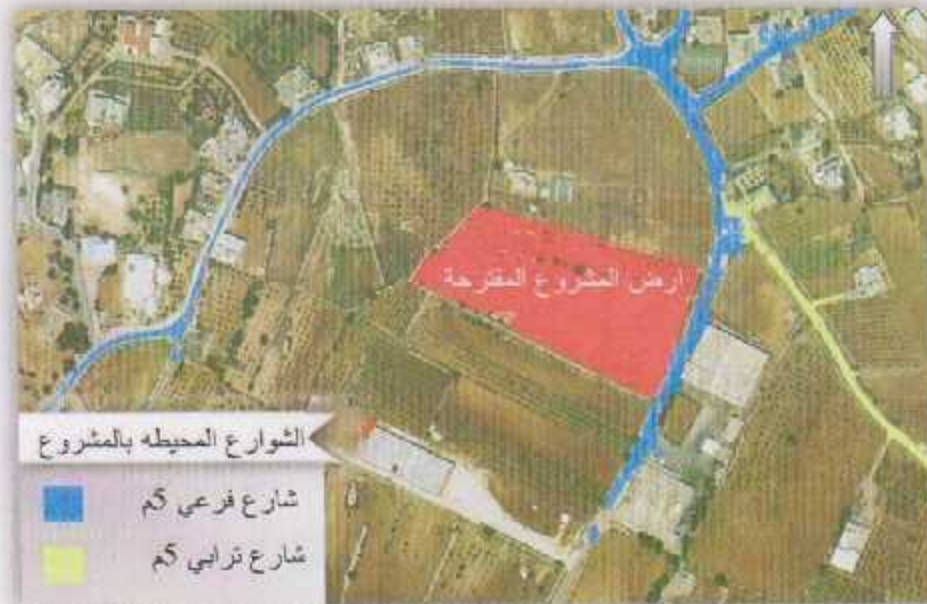 ارض المشروع المقترحة
الشوارع المحيطه بالمشروع
شارع فرعي 5م
شارع ترابي 5م